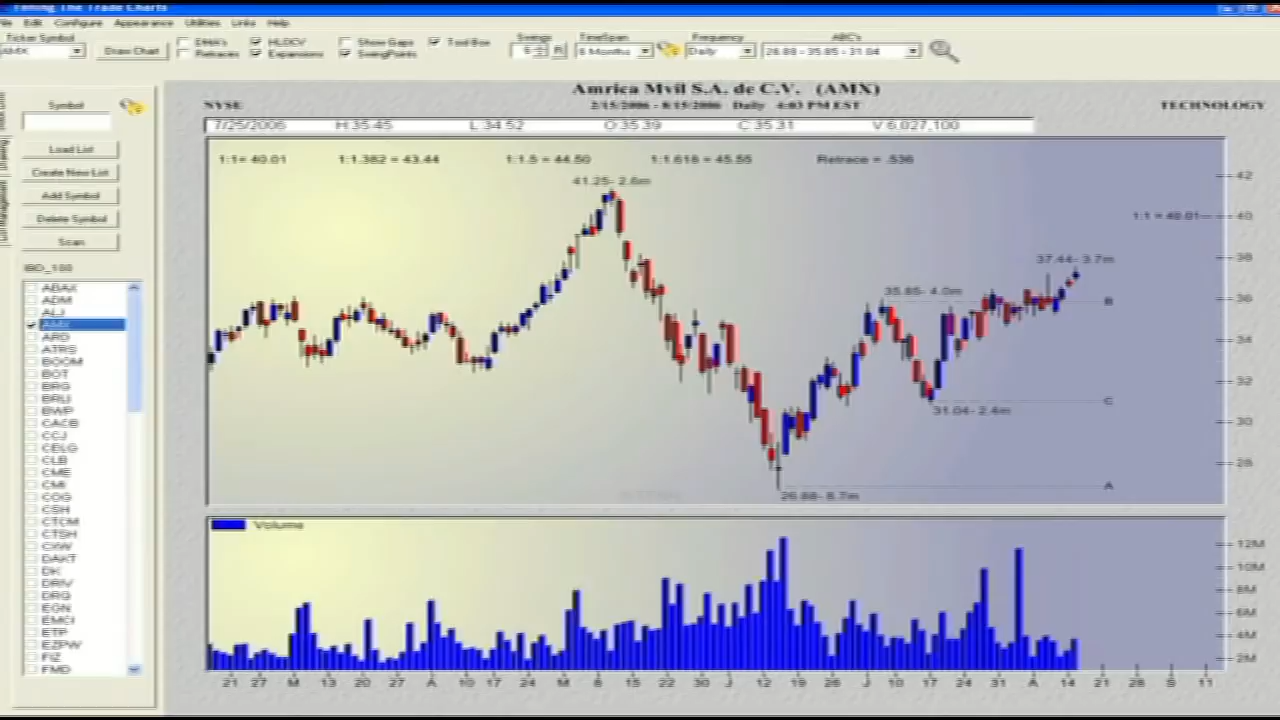 Timing The Trade Charts
File Edit Configure Appearance Utilities Links Help
Ticker Symbol
AMX
Draw Chart
DMA's
HLOCV
Show Gaps
Tool Box
Retraces
Expansions
SwingPoints
Swings
5
R
TimeSpan
6 Months
Frequency
Daily
ABC's
26.88 - 35.85 - 31.04
Symbol
Load List
Create New List
Add Symbol
Delete Symbol
Scan
IBD_100
ABAX
ADM
ALJ
AMX
ARD
ATRS
BOOM
BOT
BRG
BRLI
BWP
CACB
CCJ
CELG
CLB
CME
CMI
COG
CSH
CTCM
CTSH
CXW
DAKT
DK
DRIV
DRQ
EGN
EMCI
ETP
EZPW
FIZ
FMD
Amrica Mvil S.A. de C.V. (AMX)
NYSE
2/15/2006 - 8/15/2006 Daily 4:03 PM EST
TECHNOLOGY
7/25/2006 H 35.45 L 34.52 O 35.39 C 35.31 V 6,027,100
1:1= 40.01 1:1.382 = 43.44 1:1.5 = 44.50 1:1.618 = 45.55 Retrace = .536
41.25- 2.6m
42
1:1 = 40.01
40
37.44- 3.7m
38
35.85- 4.0m
36
B
34
32
C
31.04- 2.4m
30
28
A
26.88- 8.7m
Volume
12M
10M
8M
6M
4M
2M
21 27 M 13 20 27 A 10 17 24 M 8 15 22 30 J 12 19 26 J 10 17 24 31 A 14 21 28 S 11